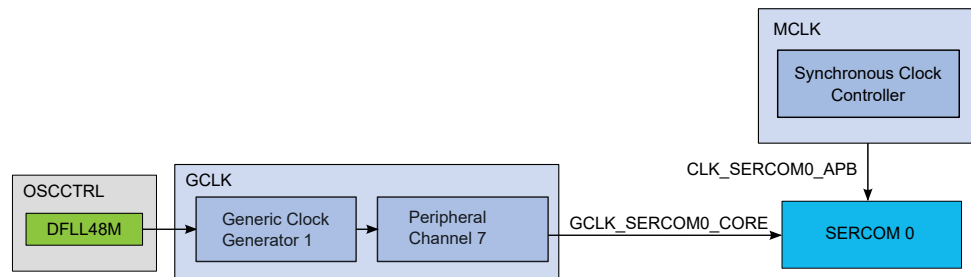 MCLK
Synchronous Clock
Controller
CLK_SERCOM0_APB
OSCCTRL
DFLL48M
GCLK
Generic Clock
Generator 1
Peripheral
Channel 7
GCLK_SERCOM0_CORE
SERCOM 0